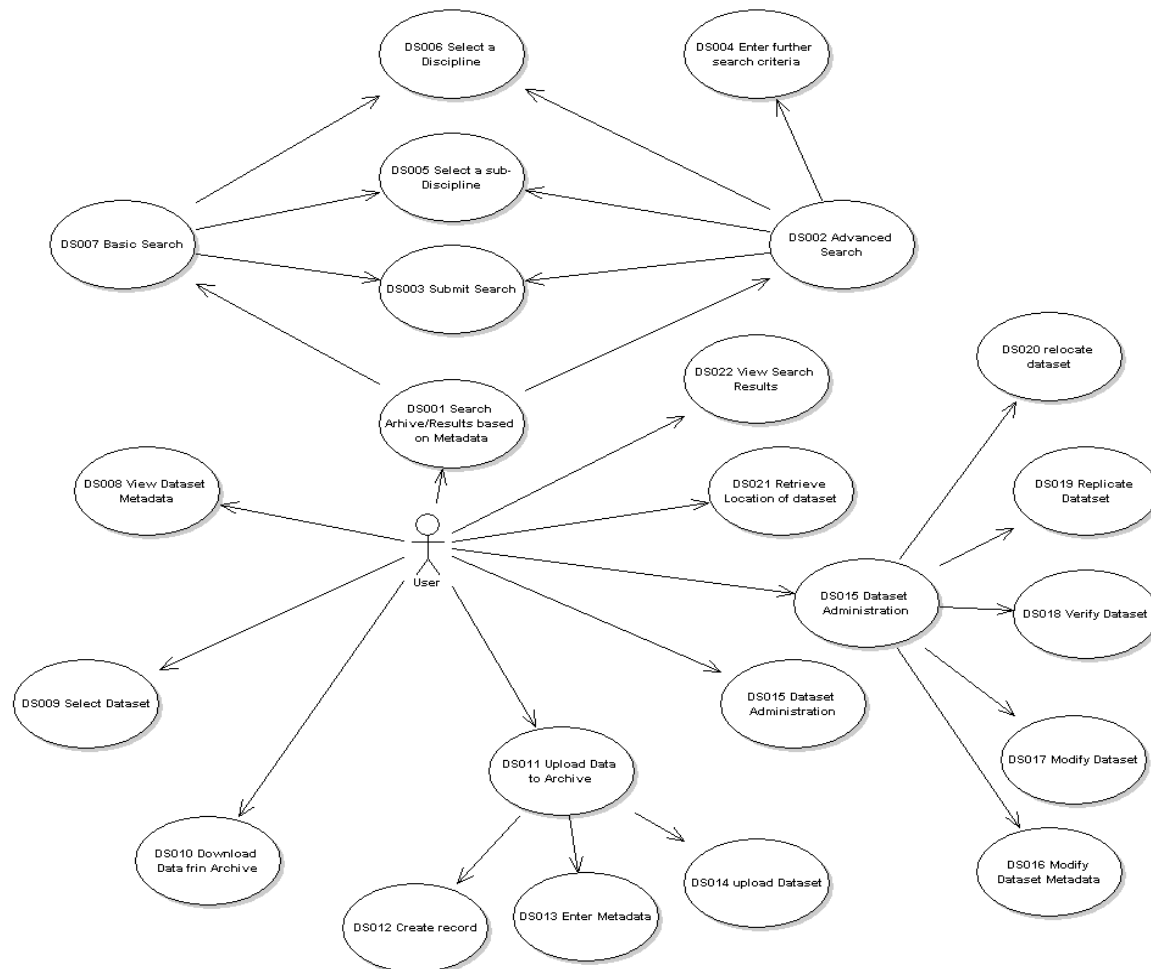 DS006 Select a
Discipline
DS004 Enter further
search criteria
DS005 Select a sub-
Discipline
DS007 Basic Search
DS002 Advanced
Search
DS003 Submit Search
DS020 relocate
dataset
DS022 View Search
Results
DS001 Search
Arhive/Results based
on Metadata
DS008 View Dataset
Metadata
DS021 Retrieve
Location of dataset
DS019 Replicate
Datatset
User
DS015 Dataset
Administration
DS018 Verify Dataset
DS009 Select Dataset
DS015 Dataset
Administration
DS011 Upload Data
to Archive
DS017 Modify Dataset
DS010 Download
Data frin Archive
DS014 upload Dataset
DS016 Modify
Dataset Metadata
DS012 Create record
DS013 Enter Metadata